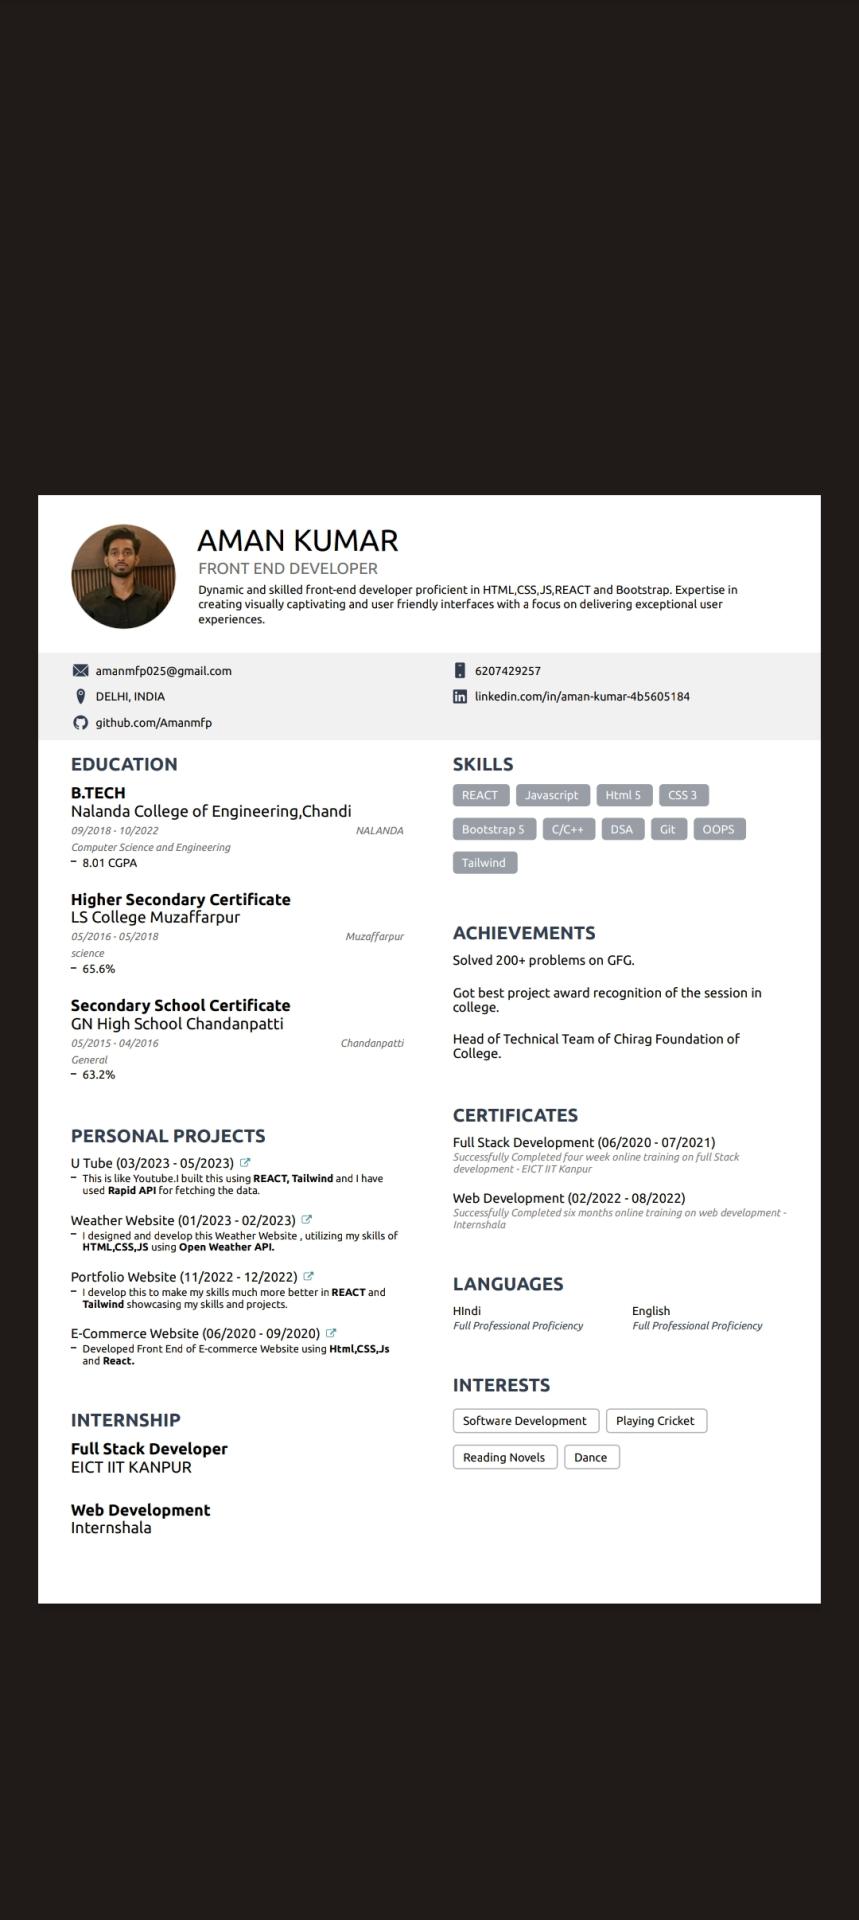 AMAN KUMAR
FRONT END DEVELOPER
Dynamic and skilled front-end developer proficient in HTML,CSS,JS,REACT and Bootstrap. Expertise in
creating visually captivating and user friendly interfaces with a focus on delivering exceptional user
experiences.
amanmfp025@gmail.com
6207429257
DELHI, INDIA
linkedin.com/in/aman-kumar-4b5605184
github.com/Amanmfp
EDUCATION
B.TECH
Nalanda College of Engineering,Chandi
09/2018 - 10/2022 NALANDA
Computer Science and Engineering
– 8.01 CGPA
Higher Secondary Certificate
LS College Muzaffarpur
05/2016 - 05/2018 Muzaffarpur
science
– 65.6%
Secondary School Certificate
GN High School Chandanpatti
05/2015 - 04/2016 Chandanpatti
General
– 63.2%
PERSONAL PROJECTS
U Tube (03/2023 - 05/2023)
– This is like Youtube.I built this using REACT, Tailwind and I have
used Rapid API for fetching the data.
Weather Website (01/2023 - 02/2023)
– I designed and develop this Weather Website , utilizing my skills of
HTML,CSS,JS using Open Weather API.
Portfolio Website (11/2022 - 12/2022)
– I develop this to make my skills much more better in REACT and
Tailwind showcasing my skills and projects.
E-Commerce Website (06/2020 - 09/2020)
– Developed Front End of E-commerce Website using Html,CSS,Js
and React.
INTERNSHIP
Full Stack Developer
EICT IIT KANPUR
Web Development
Internshala
SKILLS
REACT Javascript Html 5 CSS 3
Bootstrap 5 C/C++ DSA Git OOPS
Tailwind
ACHIEVEMENTS
Solved 200+ problems on GFG.
Got best project award recognition of the session in
college.
Head of Technical Team of Chirag Foundation of
College.
CERTIFICATES
Full Stack Development (06/2020 - 07/2021)
Successfully Completed four week online training on full Stack
development - EICT IIT Kanpur
Web Development (02/2022 - 08/2022)
Successfully Completed six months online training on web development -
Internshala
LANGUAGES
HIndi English
Full Professional Proficiency Full Professional Proficiency
INTERESTS
Software Development Playing Cricket
Reading Novels Dance